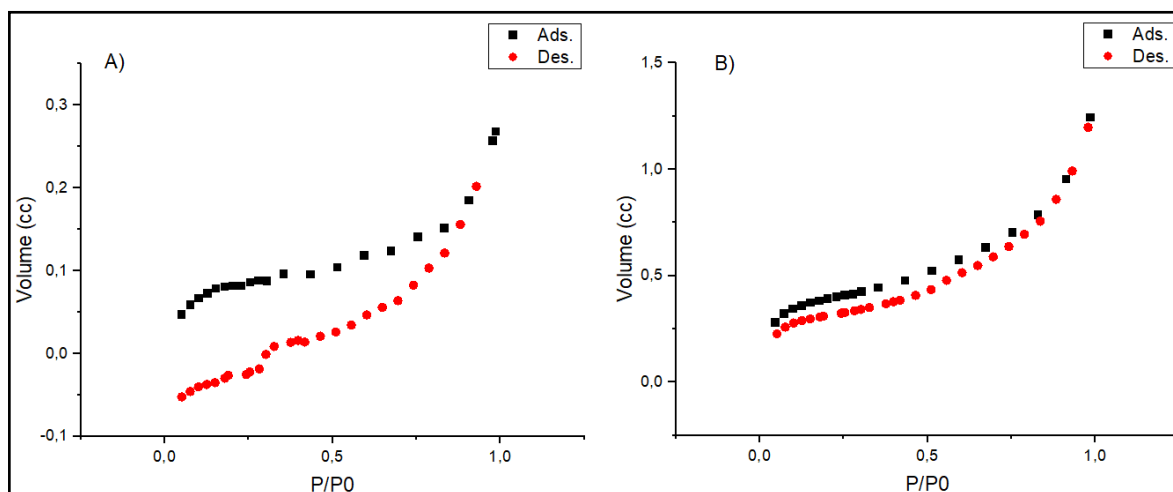 A)
Ads.
Des.
Volume (cc)
0,3
0,2
0,1
0,0
-0,1
0,0
0,5
1,0
P/P0
B)
Ads.
Des.
Volume (cc)
1,5
1,0
0,5
0,0
0,0
0,5
1,0
P/P0